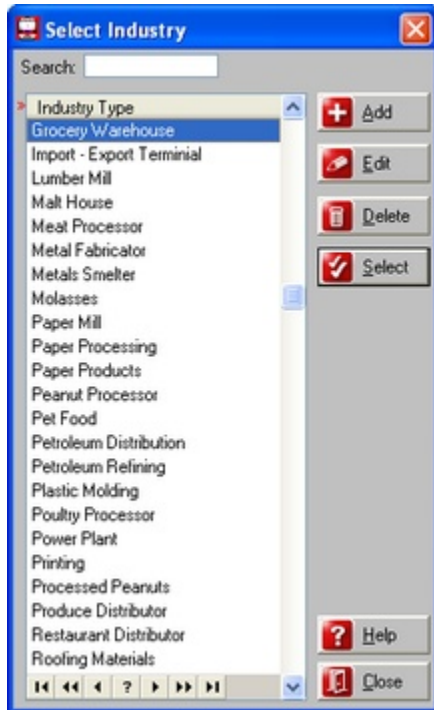 Select Industry
Search:
Industry Type
Grocery Warehouse
Import - Export Terminial
Lumber Mill
Malt House
Meat Processor
Metal Fabricator
Metals Smelter
Molasses
Paper Mill
Paper Processing
Paper Products
Peanut Processor
Pet Food
Petroleum Distribution
Petroleum Refining
Plastic Molding
Poultry Processor
Power Plant
Printing
Processed Peanuts
Produce Distributor
Restaurant Distributor
Roofing Materials
?
Add
Edit
Delete
Select
? Help
Close